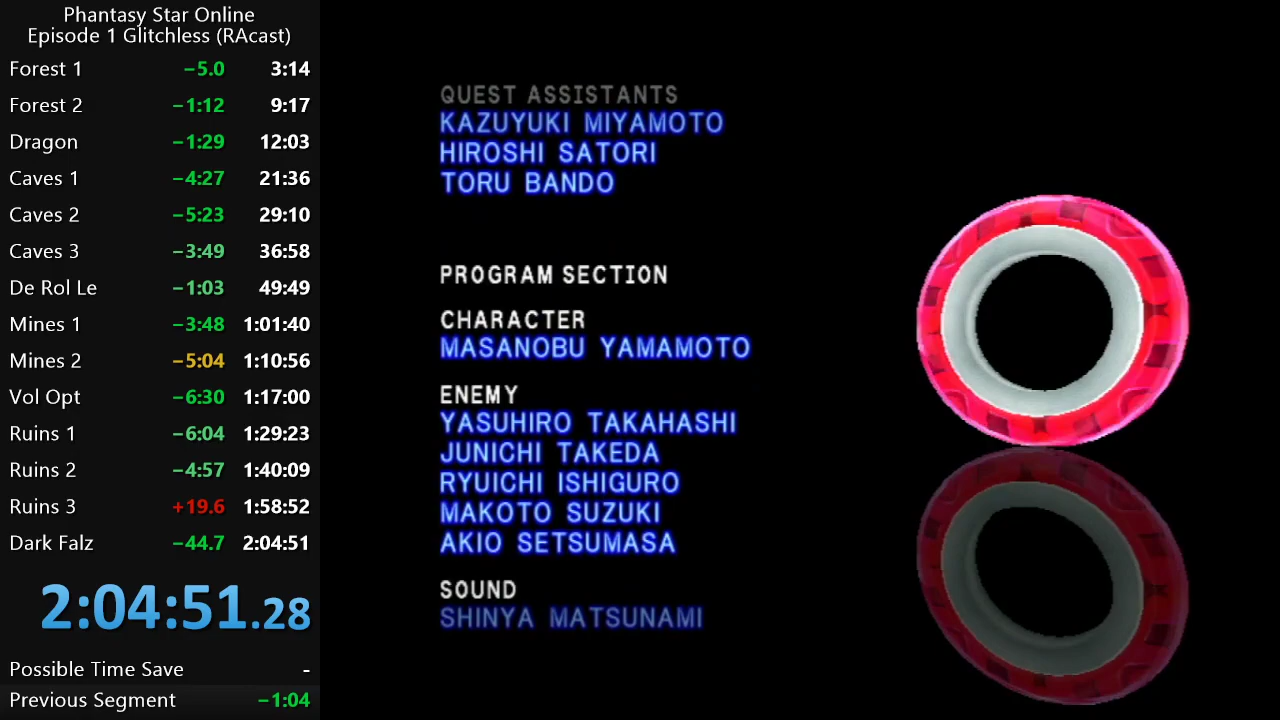 Phantasy Star Online
Episode 1 Glitchless (RAcast)
Forest 1 −5.0 3:14
Forest 2 −1:12 9:17
Dragon −1:29 12:03
Caves 1 −4:27 21:36
Caves 2 −5:23 29:10
Caves 3 −3:49 36:58
De Rol Le −1:03 49:49
Mines 1 −3:48 1:01:40
Mines 2 −5:04 1:10:56
Vol Opt −6:30 1:17:00
Ruins 1 −6:04 1:29:23
Ruins 2 −4:57 1:40:09
Ruins 3 +19.6 1:58:52
Dark Falz −44.7 2:04:51
2:04:51.28
Possible Time Save -
Previous Segment −1:04
QUEST ASSISTANTS
KAZUYUKI MIYAMOTO
HIROSHI SATORI
TORU BANDO
PROGRAM SECTION
CHARACTER
MASANOBU YAMAMOTO
ENEMY
YASUHIRO TAKAHASHI
JUNICHI TAKEDA
RYUICHI ISHIGURO
MAKOTO SUZUKI
AKIO SETSUMASA
SOUND
SHINYA MATSUNAMI